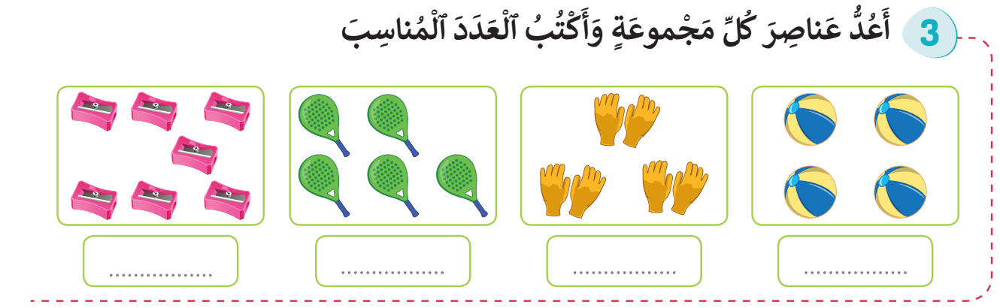 3 أَعُدُّ عَناصِرَ كُلِّ مَجْموعَةٍ وَأَكْتُبُ ٱلْعَدَدَ ٱلْمُناسِبَ